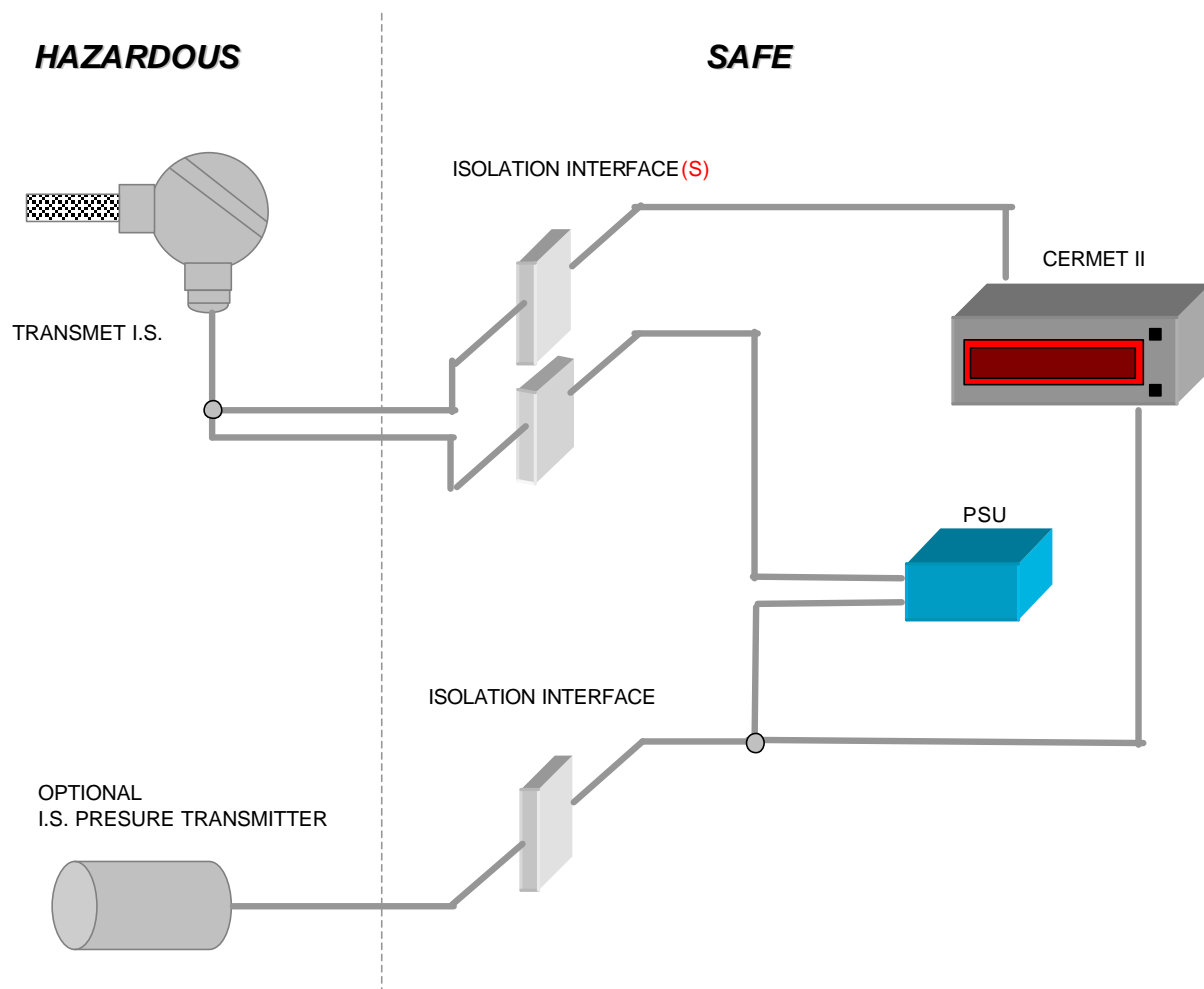 HAZARDOUS
SAFE
ISOLATION INTERFACE(S)
CERMET II
TRANSMET I.S.
PSU
ISOLATION INTERFACE
OPTIONAL
I.S. PRESURE TRANSMITTER